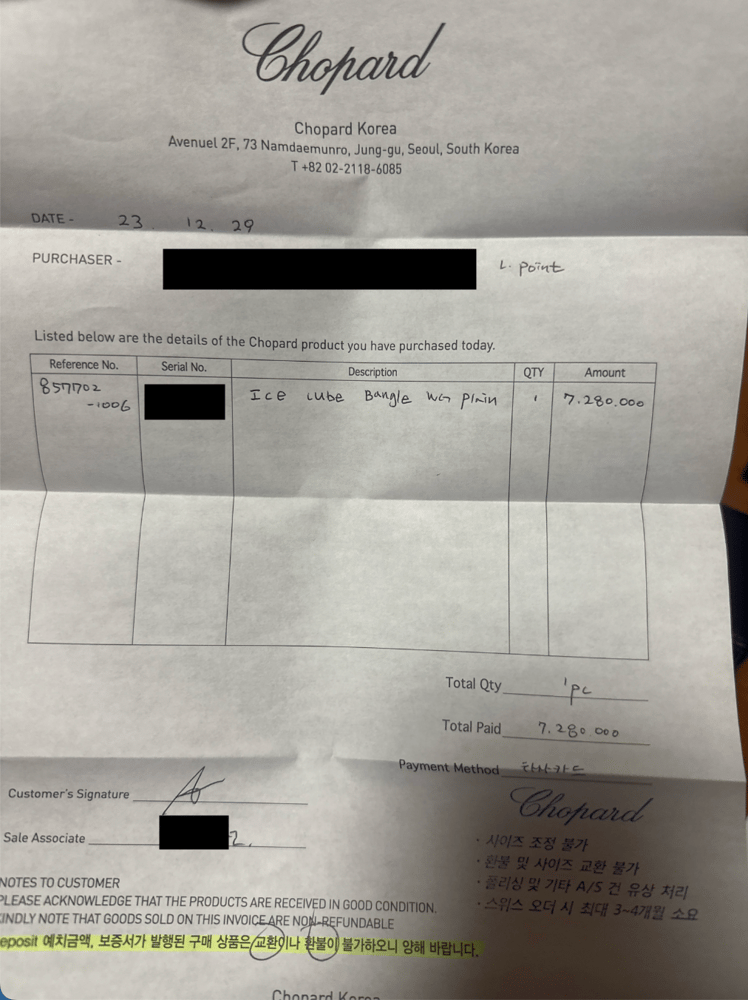 Chopard
Chopard Korea
Avenuel 2F, 73 Namdaemunro, Jung-gu, Seoul, South Korea
T +82 02-2118-6085
DATE - 23. 12. 29
PURCHASER - L. point
Listed below are the details of the Chopard product you have purchased today.
Reference No. Serial No. Description QTY Amount
857702 Ice cube Bangle WG plain 1 7.280.000
-1006
Total Qty 1pc
Total Paid 7.280.000
Payment Method 타사카드
Customer's Signature
Chopard
Sale Associate
· 사이즈 조정 불가
· 환불 및 사이즈 교환 불가
· 폴리싱 및 기타 A/S 건 유상 처리
· 스위스 오더 시 최대 3~4개월 소요
NOTES TO CUSTOMER
PLEASE ACKNOWLEDGE THAT THE PRODUCTS ARE RECEIVED IN GOOD CONDITION.
KINDLY NOTE THAT GOODS SOLD ON THIS INVOICE ARE NON-REFUNDABLE
eposit 예치금액, 보증서가 발행된 구매 상품은 교환이나 환불이 불가하오니 양해 바랍니다.
Chopard Korea